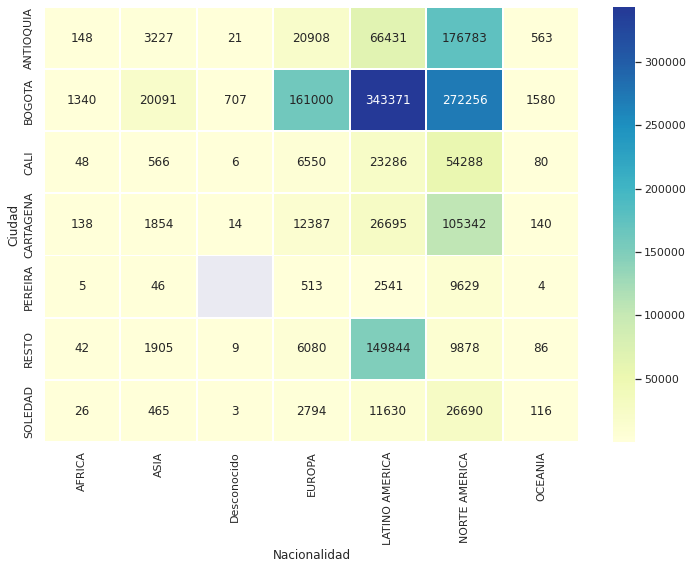 ANTIOQUIA 148 3227 21 20908 66431 176783 563
BOGOTA 1340 20091 707 161000 343371 272256 1580
CALI 48 566 6 6550 23286 54288 80
CARTAGENA 138 1854 14 12387 26695 105342 140
PEREIRA 5 46 513 2541 9629 4
RESTO 42 1905 9 6080 149844 9878 86
SOLEDAD 26 465 3 2794 11630 26690 116
Ciudad
AFRICA
ASIA
Desconocido
EUROPA
LATINO AMERICA
NORTE AMERICA
OCEANIA
Nacionalidad
300000
250000
200000
150000
100000
50000